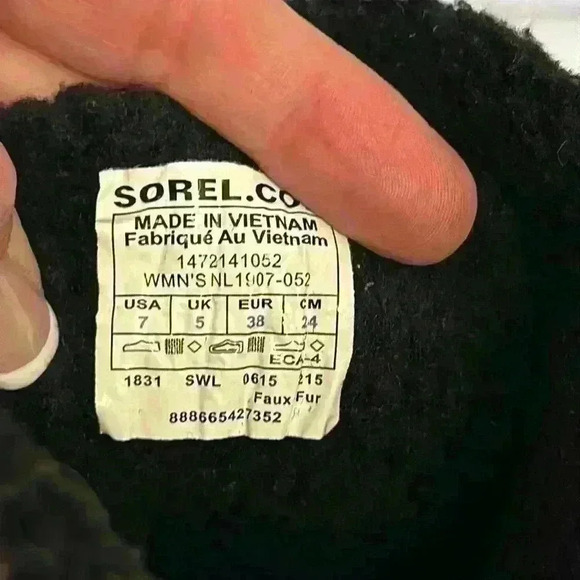 SOREL.CO
MADE IN VIETNAM
Fabriqué Au Vietnam
1472141052
WMN'S NL1907-052
USA UK EUR CM
7 5 38 24
ECA-4
1831 SWL 0615 215
Faux Fur
888665427352